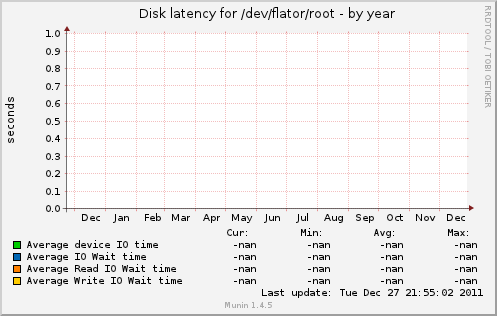 Disk latency for /dev/flator/root - by year
RRDTOOL / TOBI OETIKER
seconds
1.0
0.9
0.8
0.7
0.6
0.5
0.4
0.3
0.2
0.1
0.0
Dec Jan Feb Mar Apr May Jun Jul Aug Sep Oct Nov Dec
Cur: Min: Avg: Max:
Average device IO time -nan -nan -nan -nan
Average IO Wait time -nan -nan -nan -nan
Average Read IO Wait time -nan -nan -nan -nan
Average Write IO Wait time -nan -nan -nan -nan
Last update: Tue Dec 27 21:55:02 2011
Munin 1.4.5